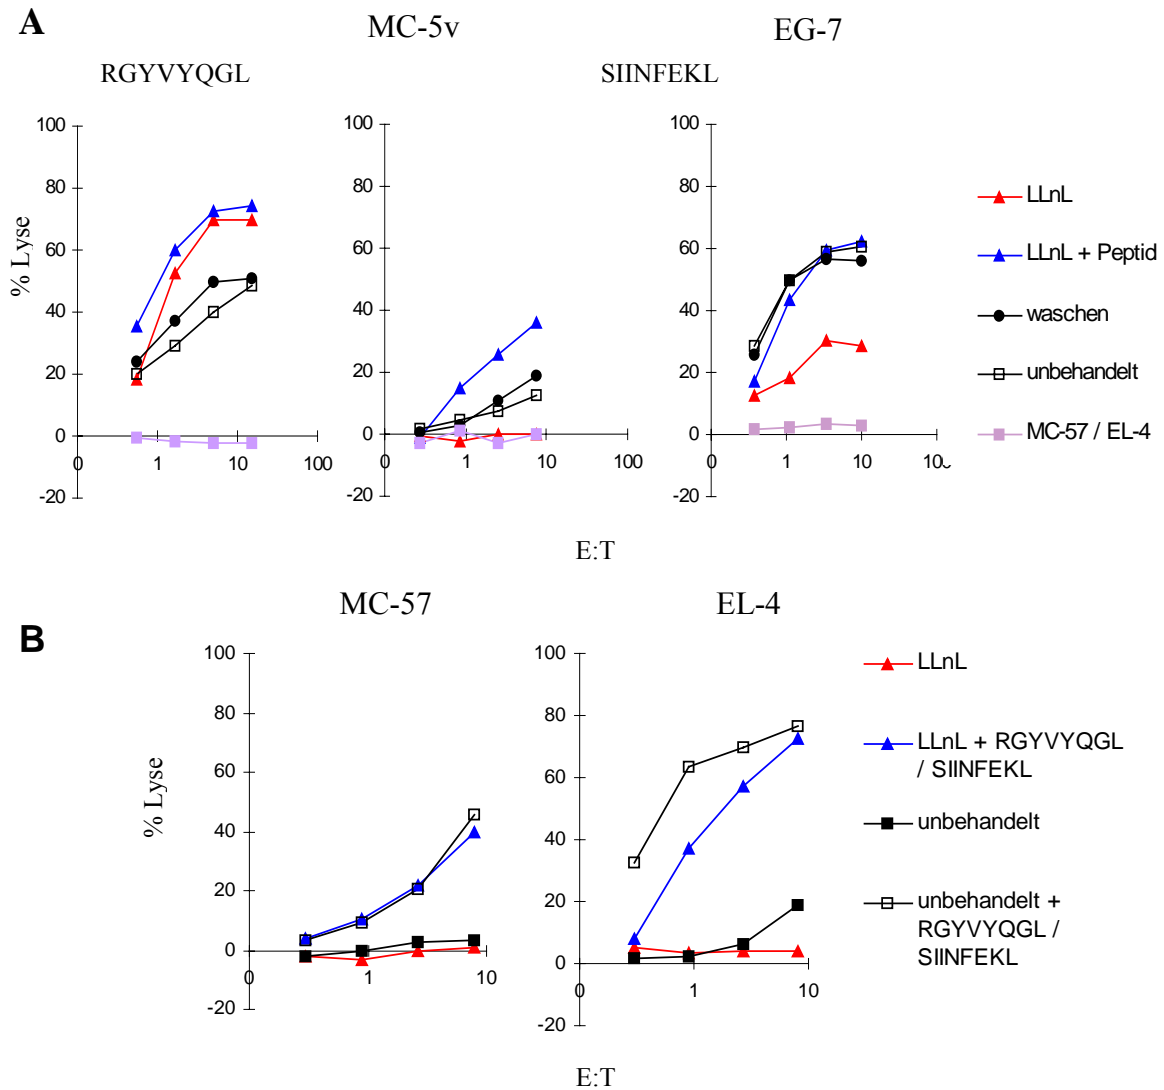 A
MC-5v
EG-7
RGYVYQGL
SIINFEKL
% Lyse
100
80
60
40
20
0
-20
0
1
10
100
100
80
60
40
20
0
-20
0
1
10
100
100
80
60
40
20
0
-20
0
1
10
LLnL
LLnL + Peptid
waschen
unbehandelt
MC-57 / EL-4
E:T
B
MC-57
EL-4
% Lyse
100
80
60
40
20
0
-20
0
1
10
100
80
60
40
20
0
-20
0
1
10
LLnL
LLnL + RGYVYQGL
/ SIINFEKL
unbehandelt
unbehandelt +
RGYVYQGL /
SIINFEKL
E:T